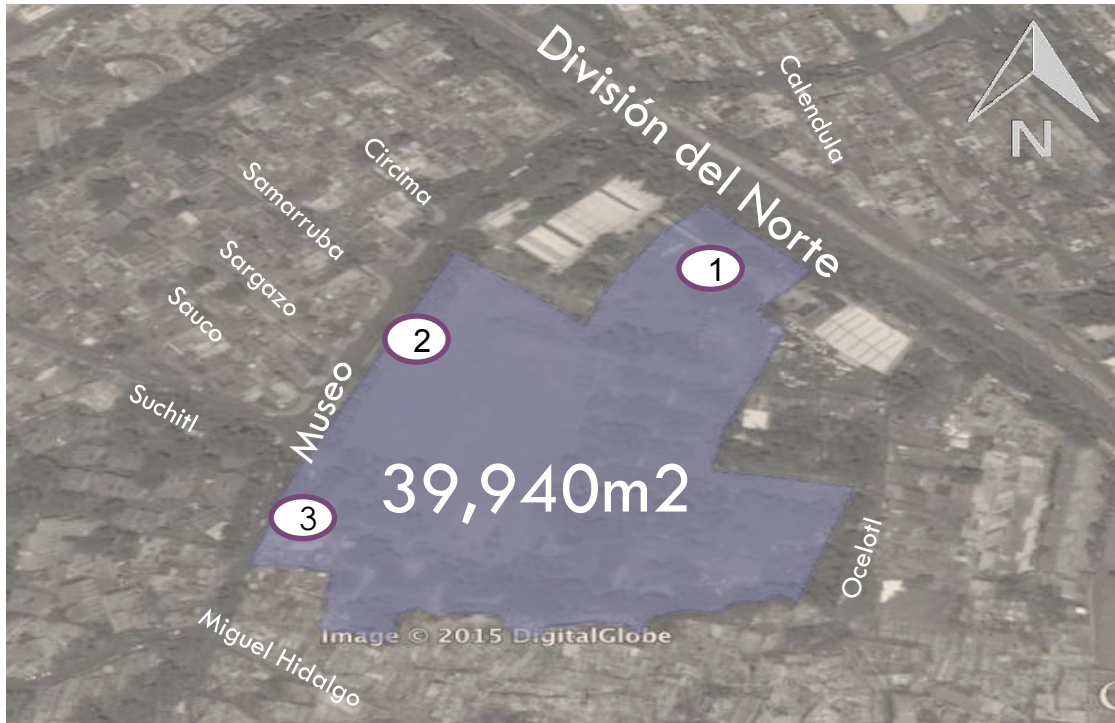 División del Norte
Calendula
N
Circima
Samarruba
Sargazo
Sauco
Suchitl
Museo
1
2
3
39,940m2
Ocelotl
Miguel Hidalgo
Image © 2015 DigitalGlobe